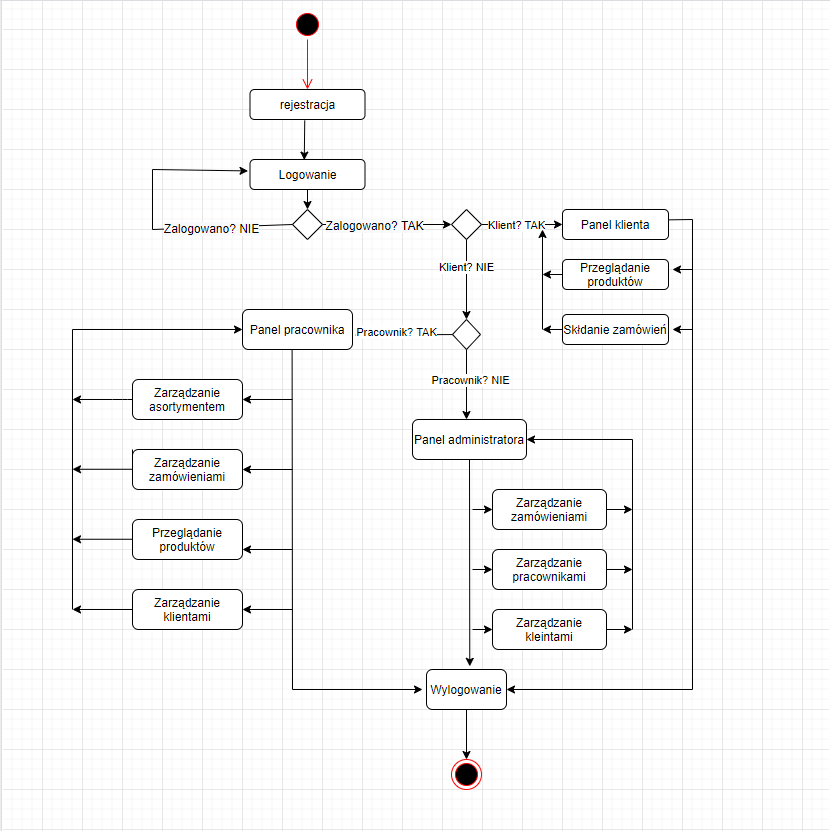 rejestracja
Logowanie
Zalogowano? NIE
Zalogowano? TAK
Klient? TAK
Panel klienta
Klient? NIE
Przeglądanie
produktów
Panel pracownika
Pracownik? TAK
Skłdanie zamówień
Pracownik? NIE
Zarządzanie
asortymentem
Panel administratora
Zarządzanie
zamówieniami
Zarządzanie
zamówieniami
Przeglądanie
produktów
Zarządzanie
pracownikami
Zarządzanie
klientami
Zarządzanie
kleintami
Wylogowanie